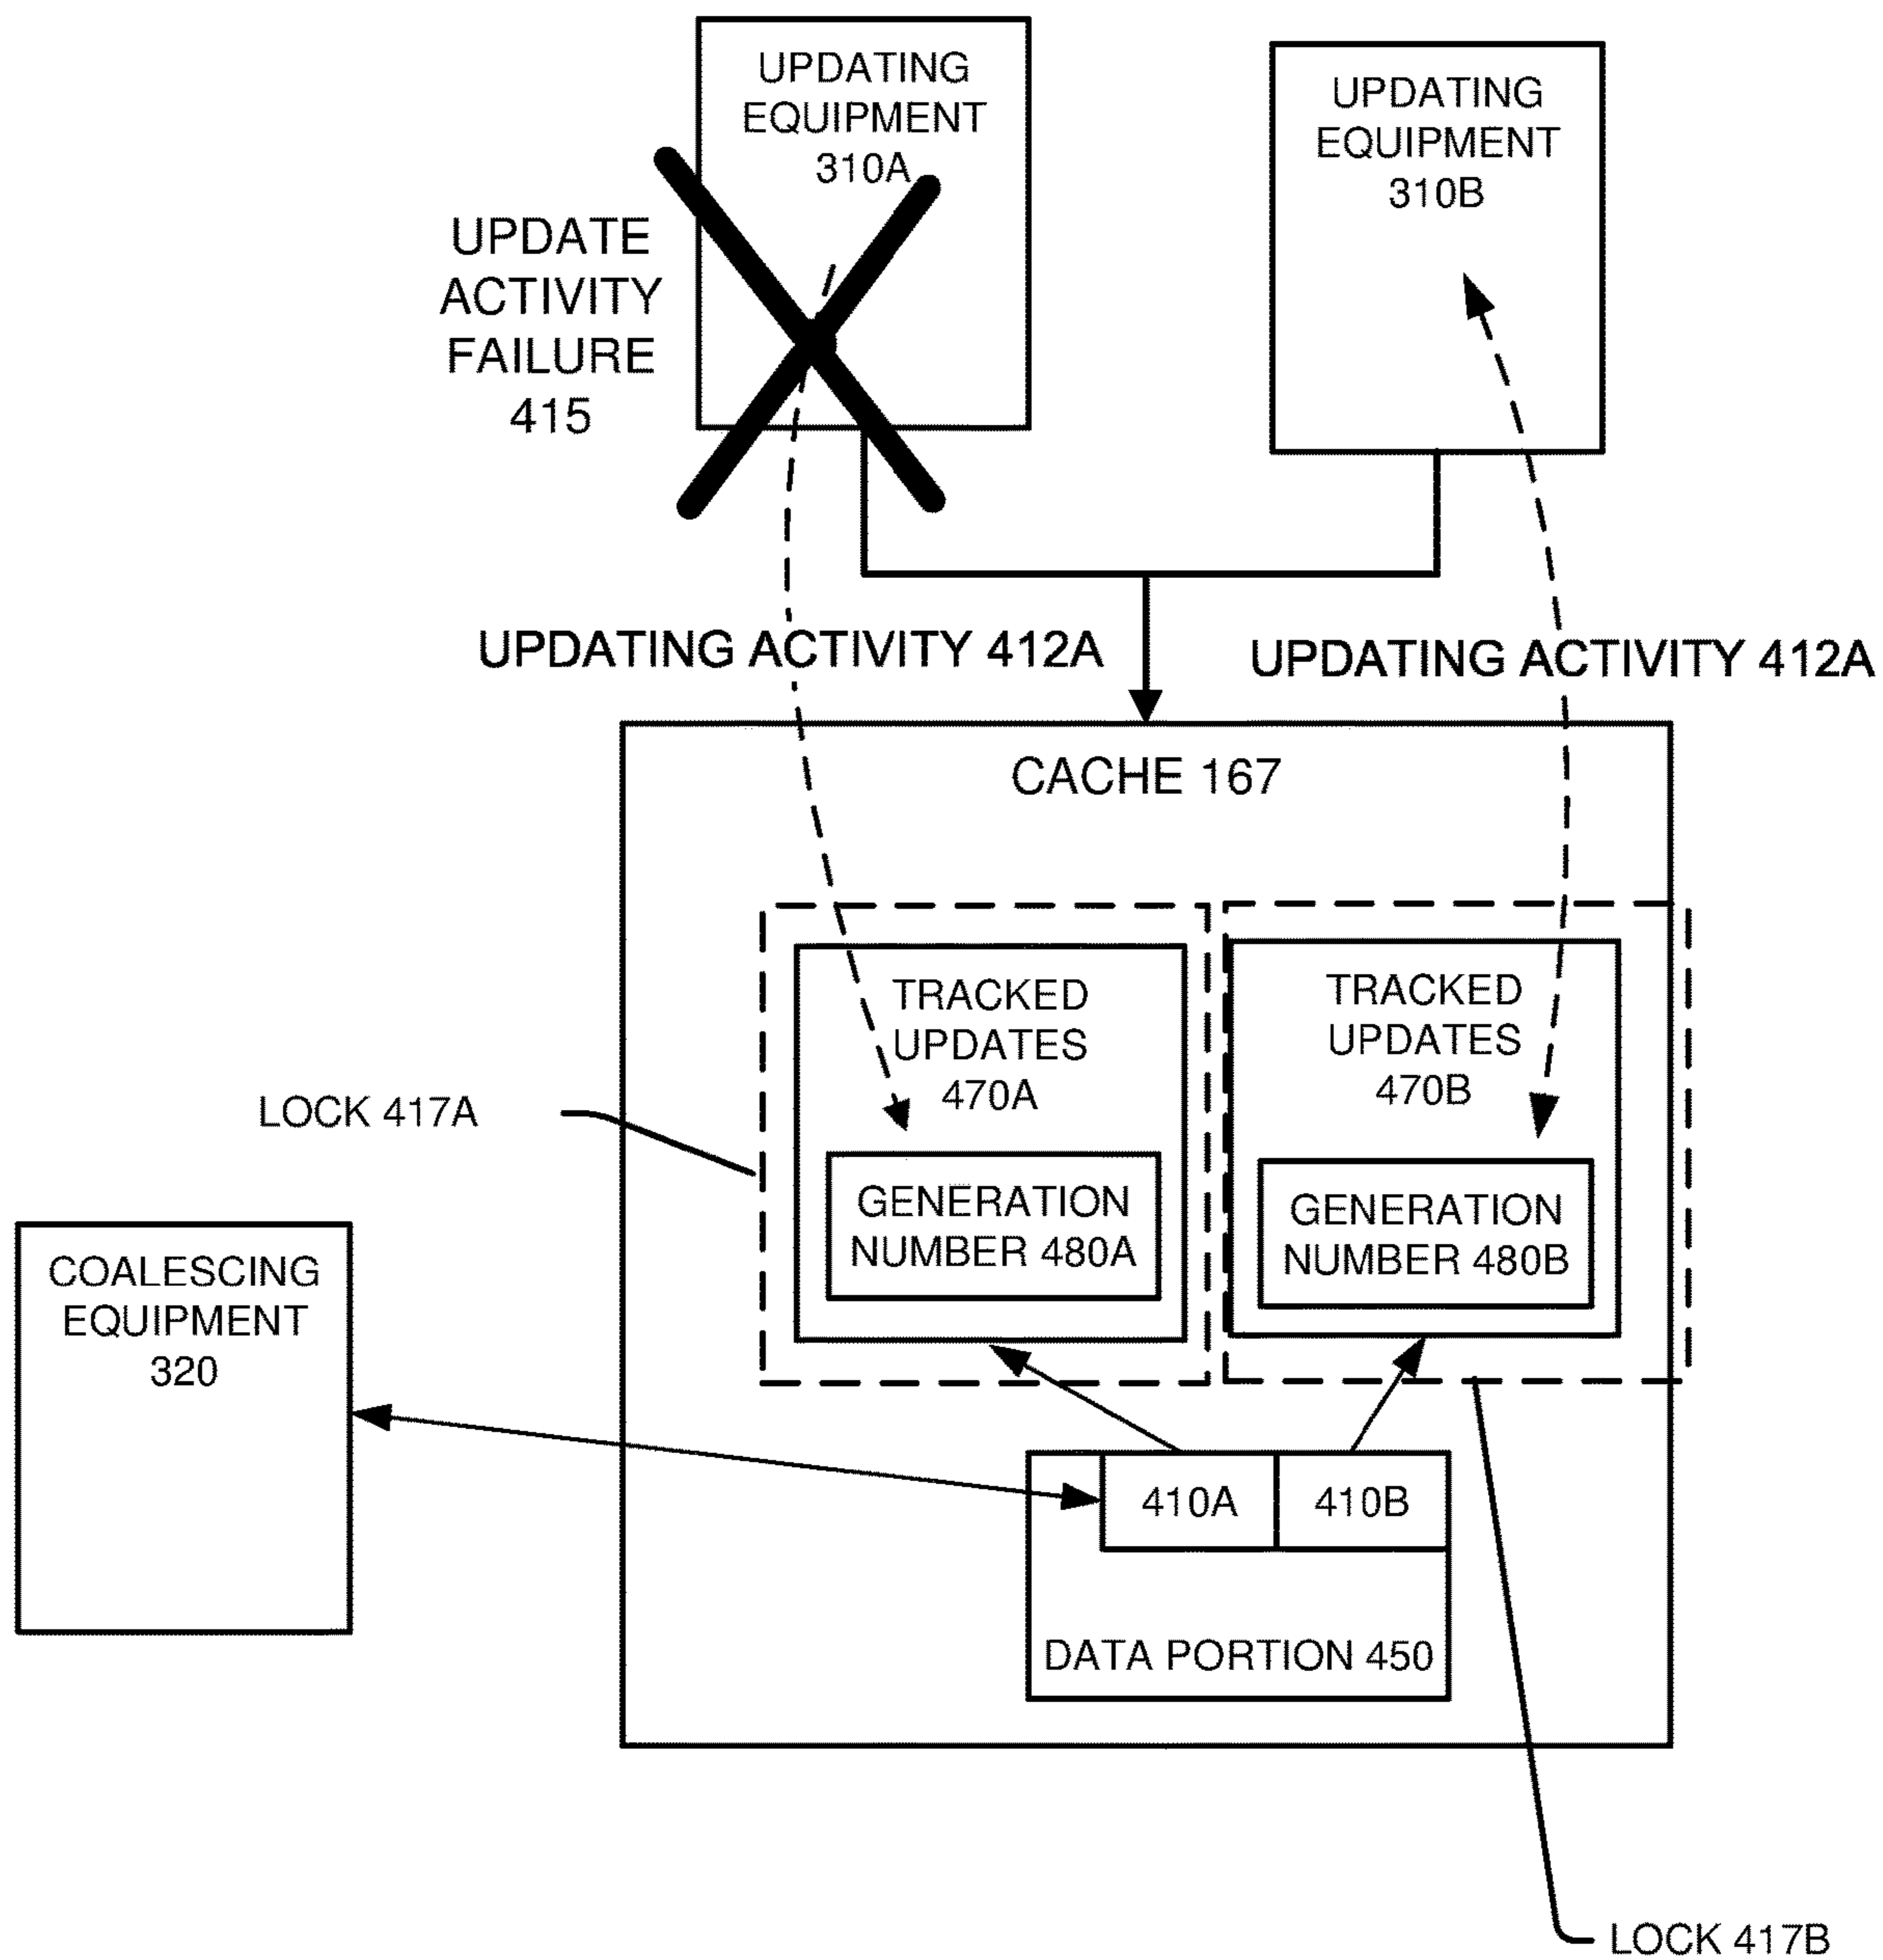 UPDATING
EQUIPMENT
310A
UPDATING
EQUIPMENT
310B
UPDATE
ACTIVITY
FAILURE
415
UPDATING ACTIVITY 412A
UPDATING ACTIVITY 412A
CACHE 167
TRACKED
UPDATES
470A
TRACKED
UPDATES
470B
LOCK 417A
GENERATION
NUMBER 480A
GENERATION
NUMBER 480B
COALESCING
EQUIPMENT
320
410A
410B
DATA PORTION 450
LOCK 417B